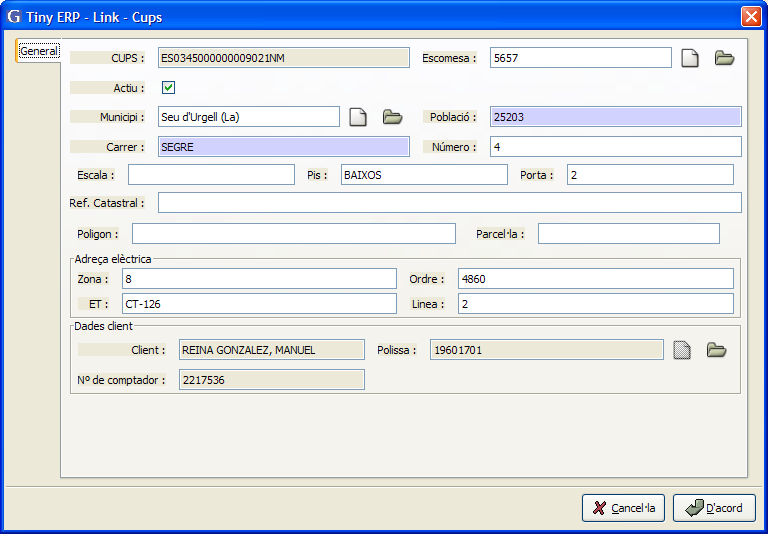 Tiny ERP - Link - Cups
General
CUPS : ES0345000000009021NM Escomesa : 5657
Actiu :
Municipi : Seu d'Urgell (La) Població : 25203
Carrer : SEGRE Número : 4
Escala : Pis : BAIXOS Porta : 2
Ref. Catastral :
Poligon : Parcel·la :
Adreça elèctrica
Zona : 8 Ordre : 4860
ET : CT-126 Linea : 2
Dades client
Client : REINA GONZALEZ, MANUEL Polissa : 19601701
Nº de comptador : 2217536
Cancel·la D'acord